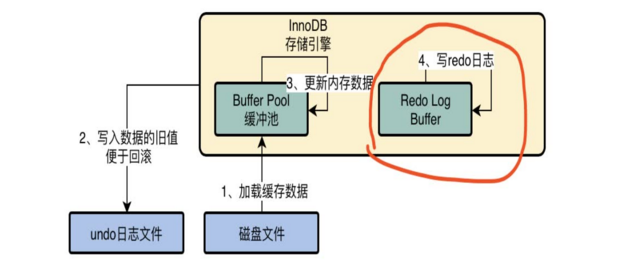 InnoDB
存储引擎
4、写redo日志
3、更新内存数据
Buffer Pool
缓冲池
Redo Log
Buffer
2、写入数据的旧值
便于回滚
1、加载缓存数据
undo日志文件
磁盘文件